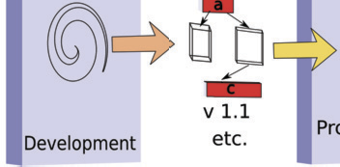 a
c
v 1.1
etc.
Development